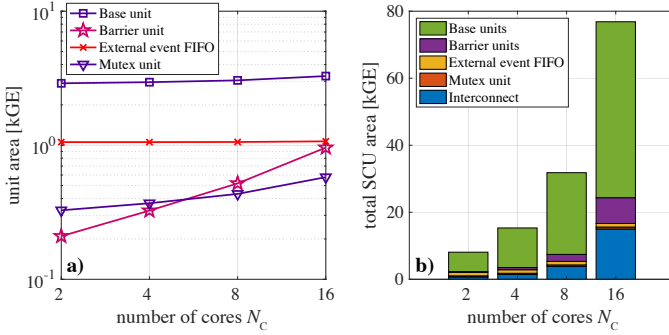 Base unit
Barrier unit
External event FIFO
Mutex unit
10¹
10⁰
10⁻¹
unit area [kGE]
a)
2
4
8
16
number of cores N_C
Base units
Barrier units
External event FIFO
Mutex unit
Interconnect
80
60
40
20
0
total SCU area [kGE]
b)
2
4
8
16
number of cores N_C